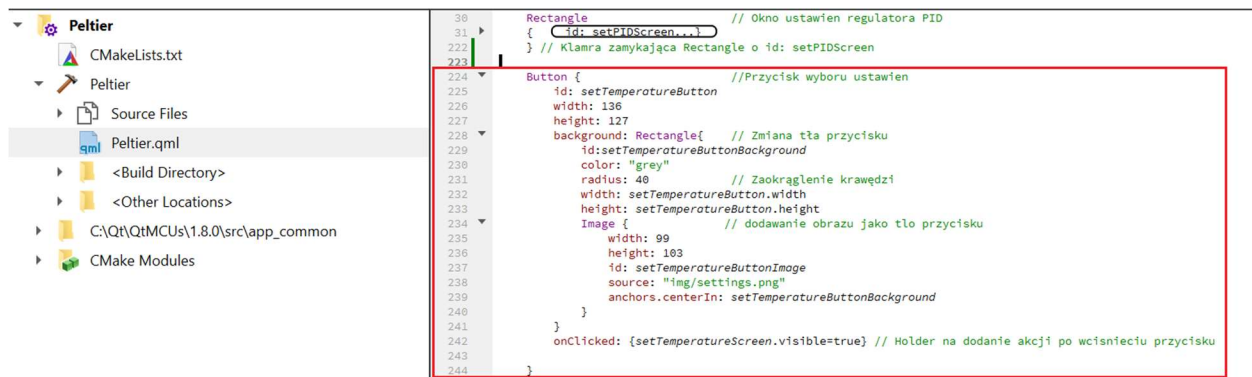 Peltier
CMakeLists.txt
Peltier
Source Files
Peltier.qml
<Build Directory>
<Other Locations>
C:\Qt\QtMCUs\1.8.0\src\app_common
CMake Modules
30 Rectangle // Okno ustawien regulatora PID
31 { id: setPIDScreen...}
222 } // Klamra zamykająca Rectangle o id: setPIDScreen
223
224 Button { //Przycisk wyboru ustawien
225 id: setTemperatureButton
226 width: 136
227 height: 127
228 background: Rectangle{ // Zmiana tła przycisku
229 id:setTemperatureButtonBackground
230 color: "grey"
231 radius: 40 // Zaokrąglenie krawędzi
232 width: setTemperatureButton.width
233 height: setTemperatureButton.height
234 Image { // dodawanie obrazu jako tlo przycisku
235 width: 99
236 height: 103
237 id: setTemperatureButtonImage
238 source: "img/settings.png"
239 anchors.centerIn: setTemperatureButtonBackground
240 }
241 }
242 onClicked: {setTemperatureScreen.visible=true} // Holder na dodanie akcji po wcisnieciu przycisku
243
244 }